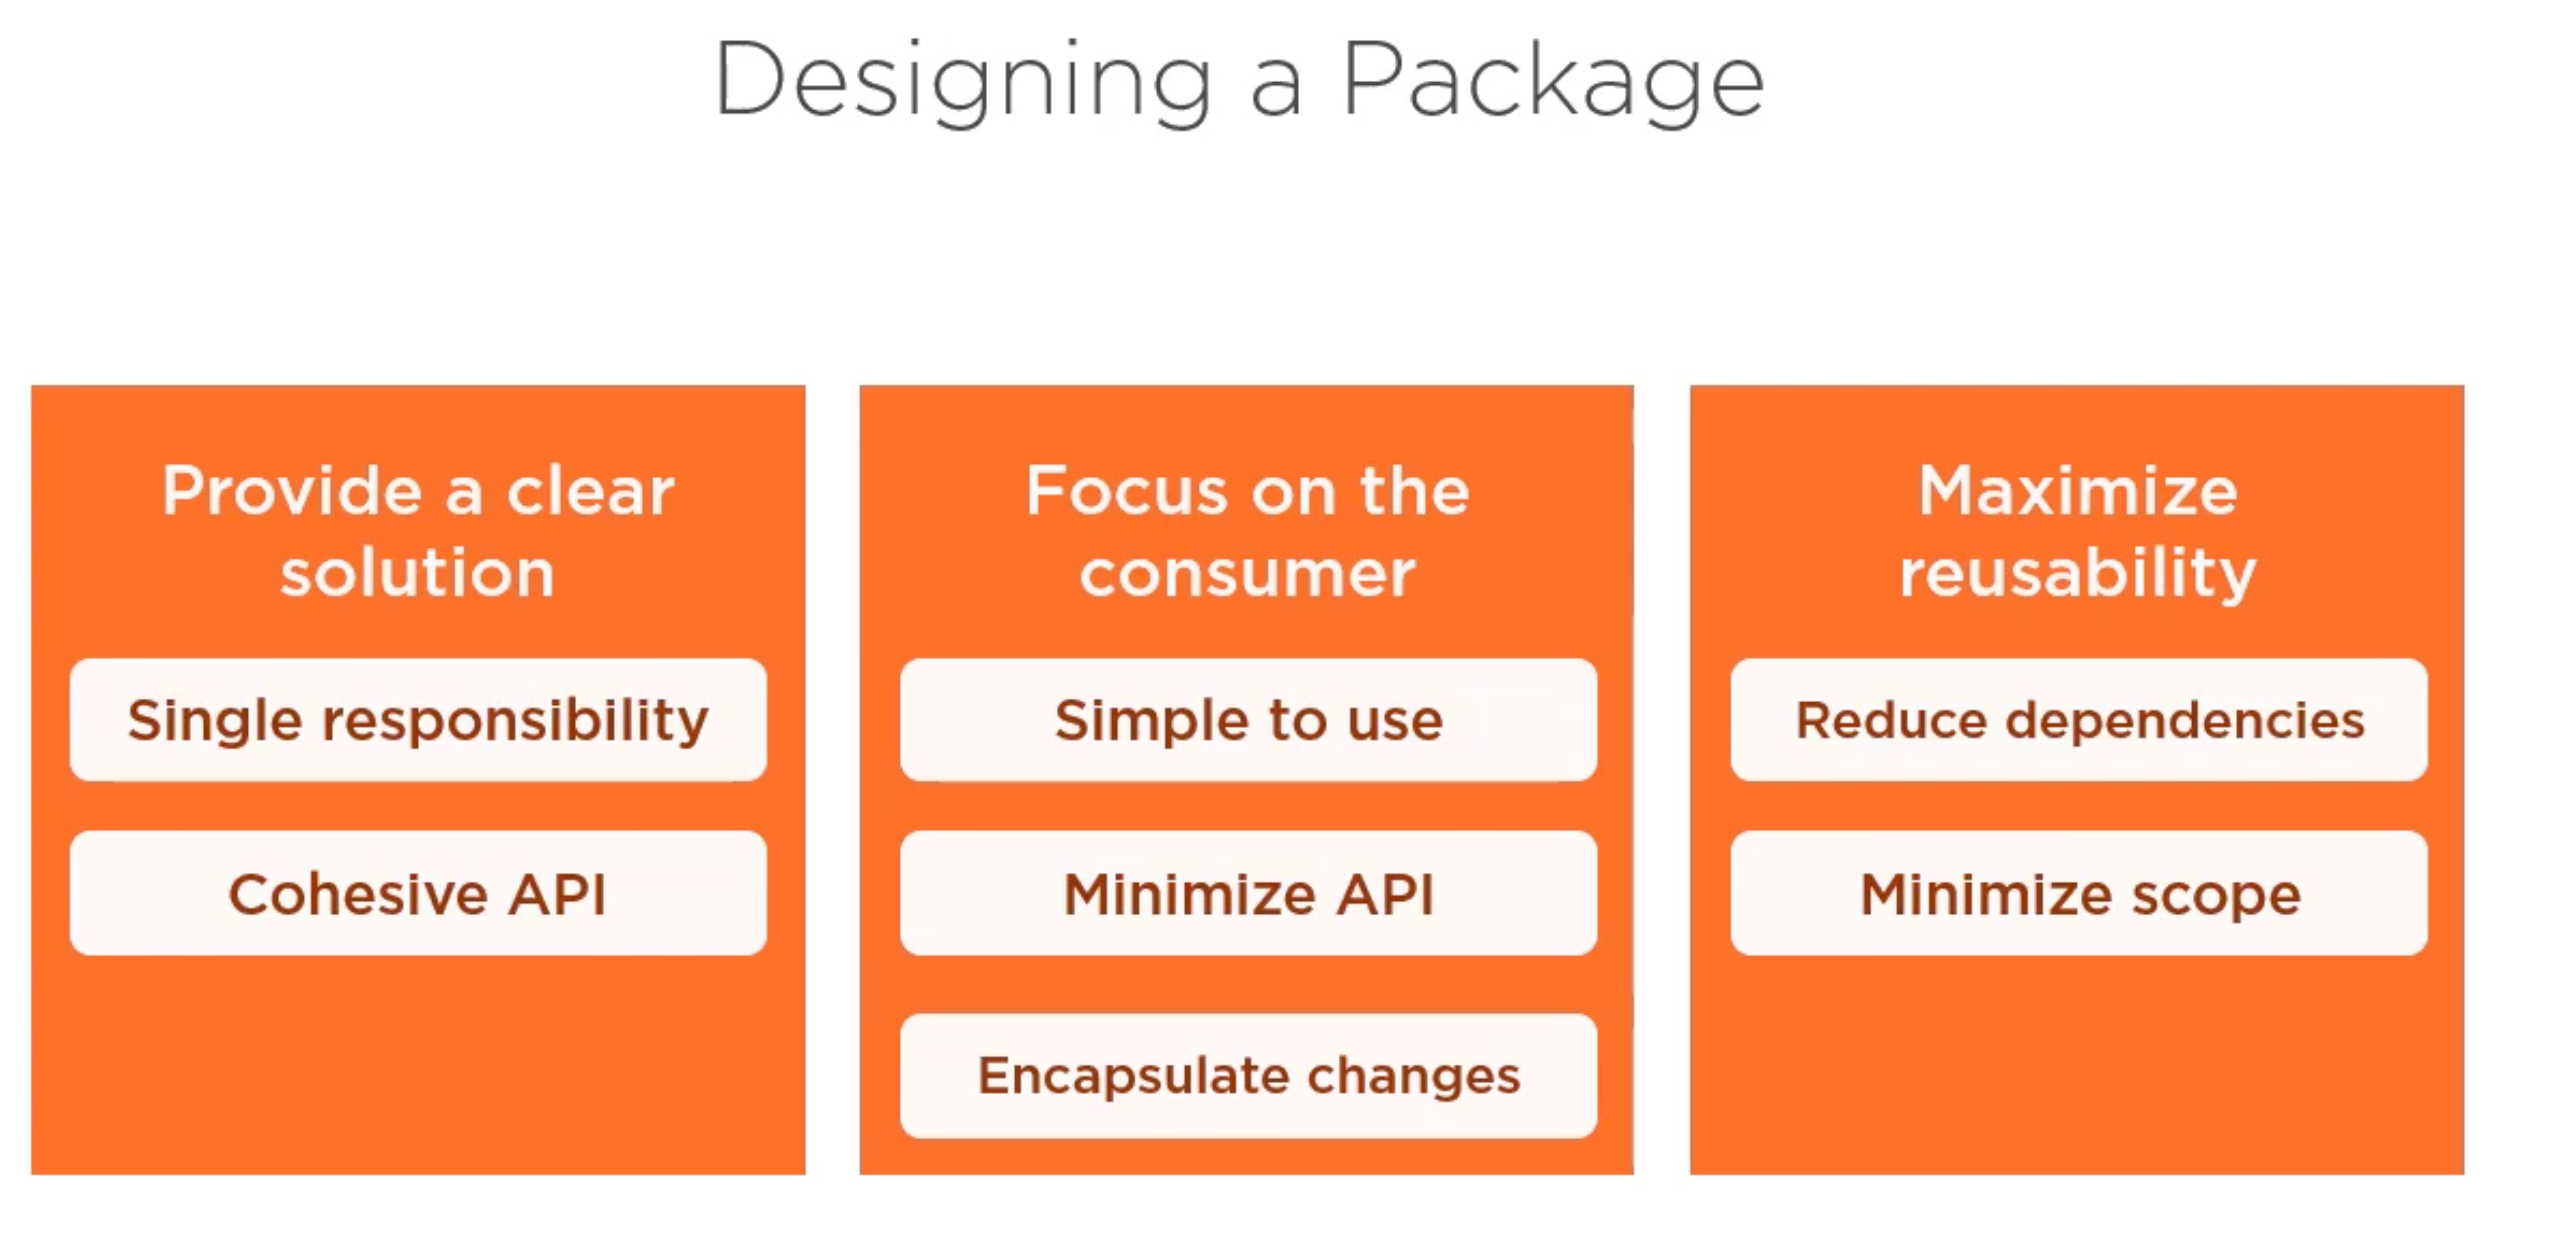 Designing a Package
Provide a clear
solution
Single responsibility
Cohesive API
Focus on the
consumer
Simple to use
Minimize API
Encapsulate changes
Maximize
reusability
Reduce dependencies
Minimize scope